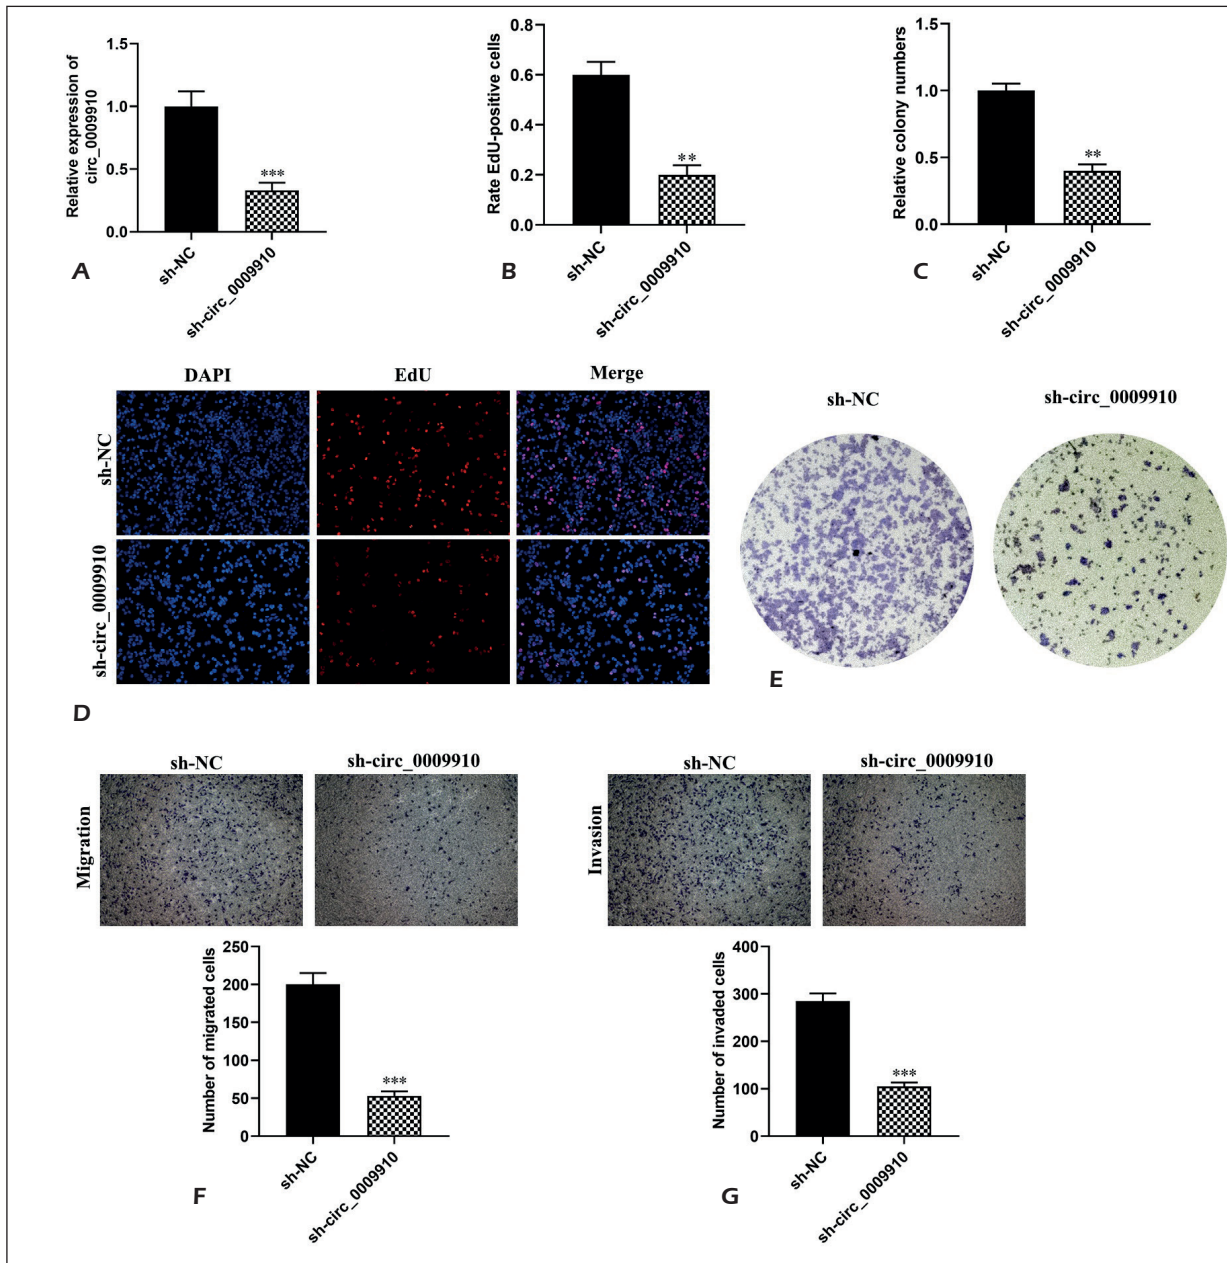 Relative expression of
circ_0009910
1.5
1.0
0.5
0.0
***
sh-NC
sh-circ_0009910
A
Rate EdU-positive cells
0.8
0.6
0.4
0.2
0.0
**
sh-NC
sh-circ_0009910
B
Relative colony numbers
1.5
1.0
0.5
0.0
**
sh-NC
sh-circ_0009910
C
DAPI EdU Merge
sh-NC
sh-circ_0009910
D
sh-NC sh-circ_0009910
E
sh-NC sh-circ_0009910
Migration
Number of migrated cells
250
200
150
100
50
0
***
sh-NC
sh-circ_0009910
F
sh-NC sh-circ_0009910
Invasion
Number of invaded cells
400
300
200
100
0
***
sh-NC
sh-circ_0009910
G